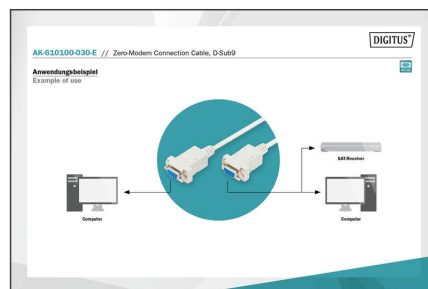 DIGITUS®
AK-610100-030-E // Zero-Modem Connection Cable, D-Sub9
Anwendungsbeispiel
Example of use
SAT-Receiver
Computer
Computer